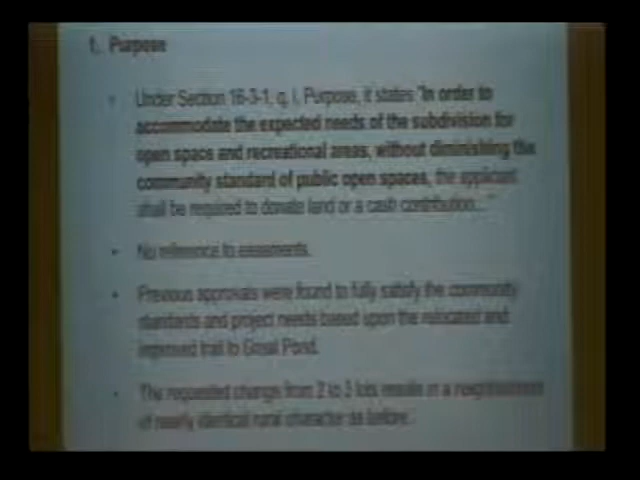 1. Purpose
Under Section 16-3-1, q, i, Purpose, it states "In order to
accommodate the expected needs of the subdivision for
open space and recreational areas, without diminishing the
community standard of public open spaces, the applicant
shall be required to donate land or a cash contribution..."
No reference to easements.
Previous approvals were found to fully satisfy the community
standards and project needs based upon the relocated and
improved trail to Pond.
The requested change from 2 to 3 lots results in a neighborhood
of nearly identical rural character as before.